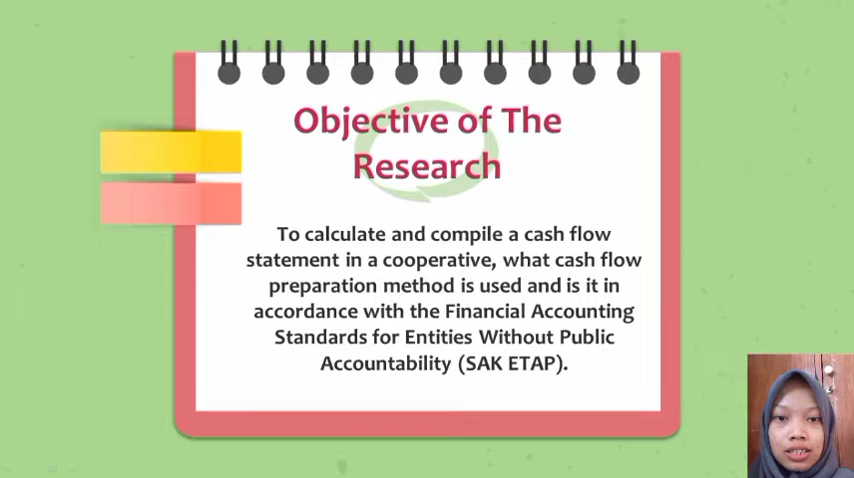 Objective of The
Research
To calculate and compile a cash flow
statement in a cooperative, what cash flow
preparation method is used and is it in
accordance with the Financial Accounting
Standards for Entities Without Public
Accountability (SAK ETAP).